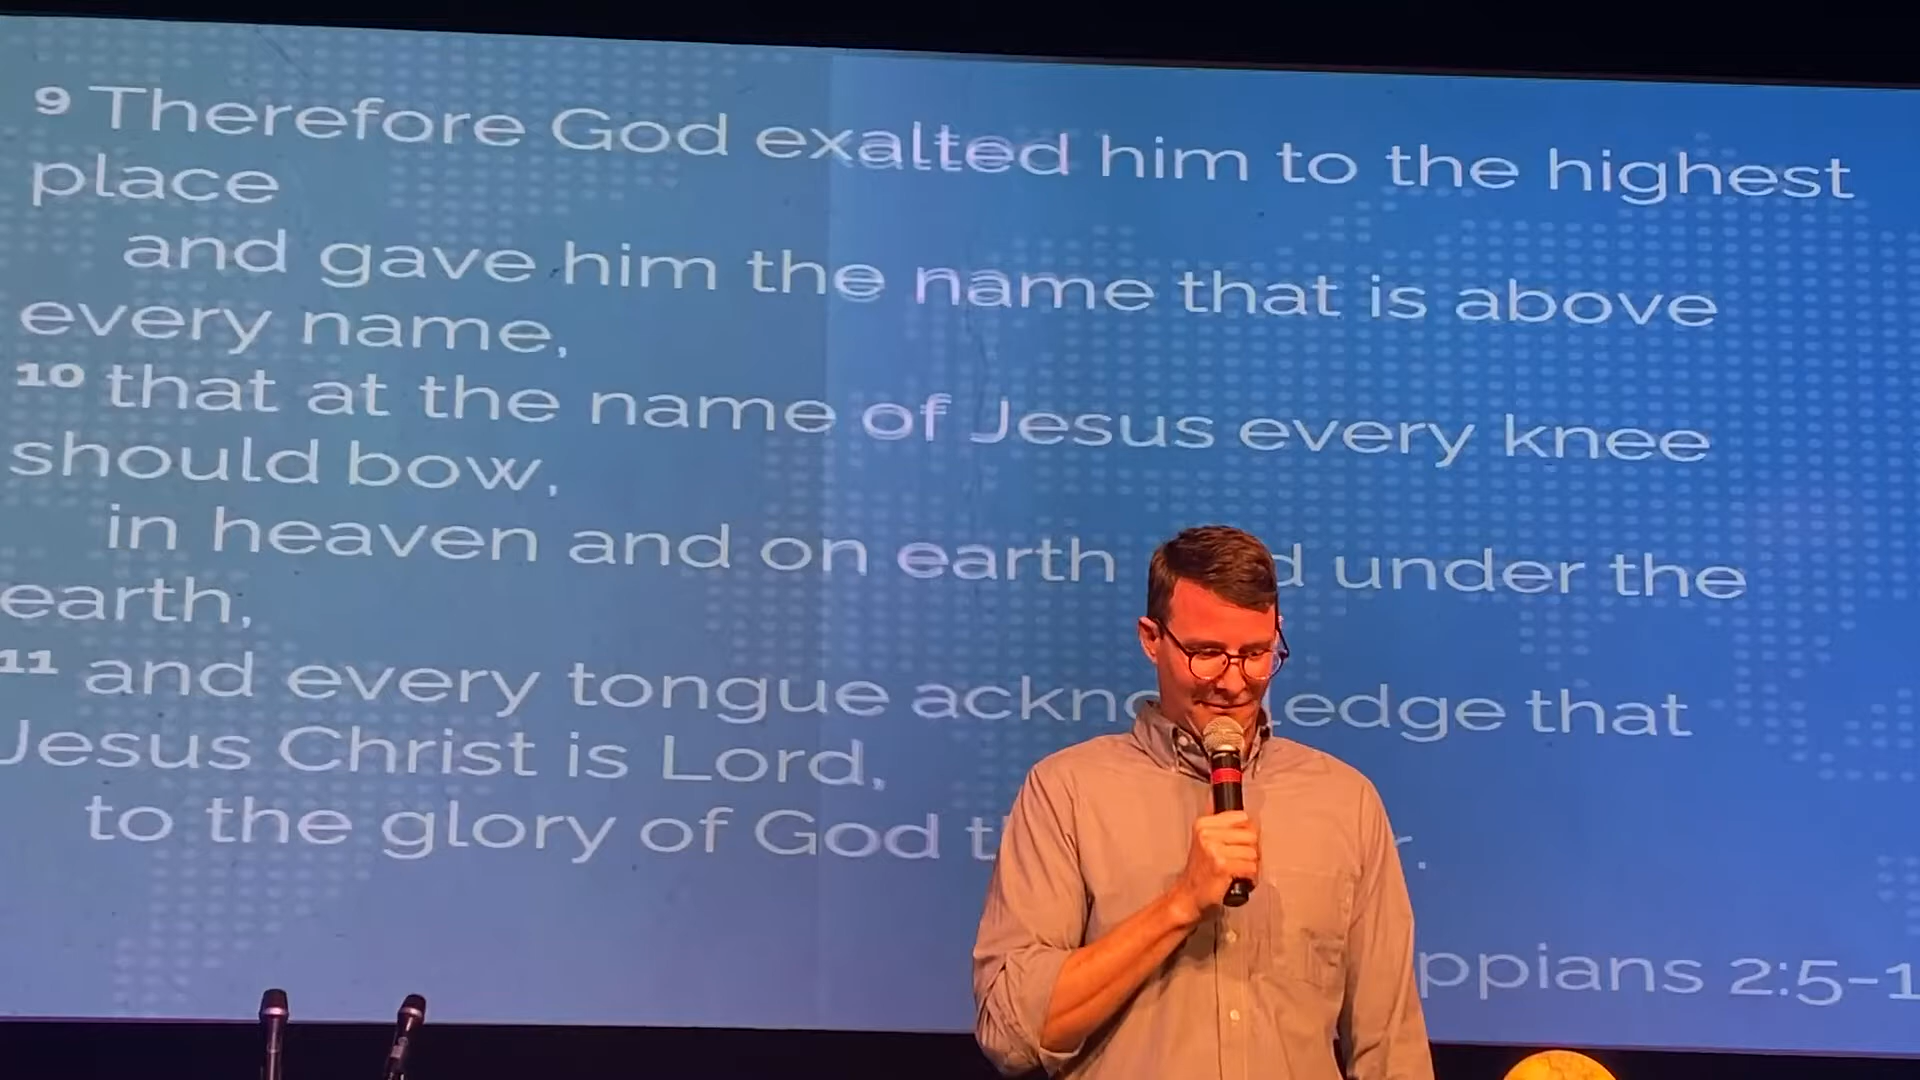 9 Therefore God exalted him to the highest
place
and gave him the name that is above
every name,
10 that at the name of Jesus every knee
should bow,
in heaven and on earth under the
earth,
11 and every tongue that
Jesus Christ is Lord,
to the glory of God
2:5-1